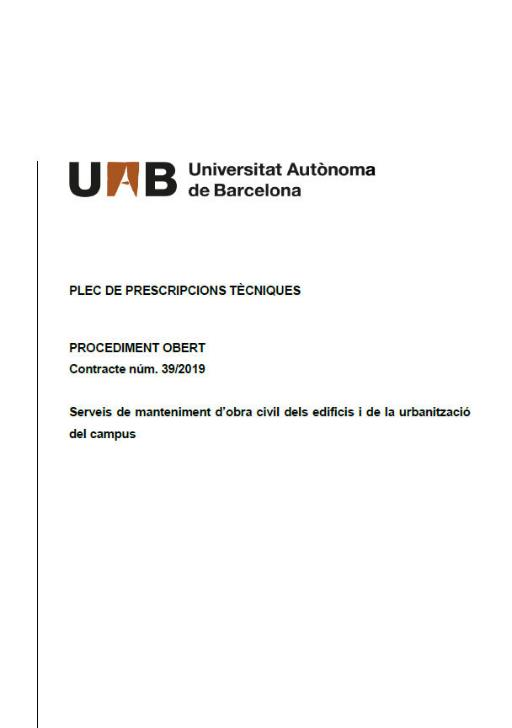 UAB Universitat Autònoma
de Barcelona
PLEC DE PRESCRIPCIONS TÈCNIQUES
PROCEDIMENT OBERT
Contracte núm. 39/2019
Serveis de manteniment d'obra civil dels edificis i de la urbanització
del campus